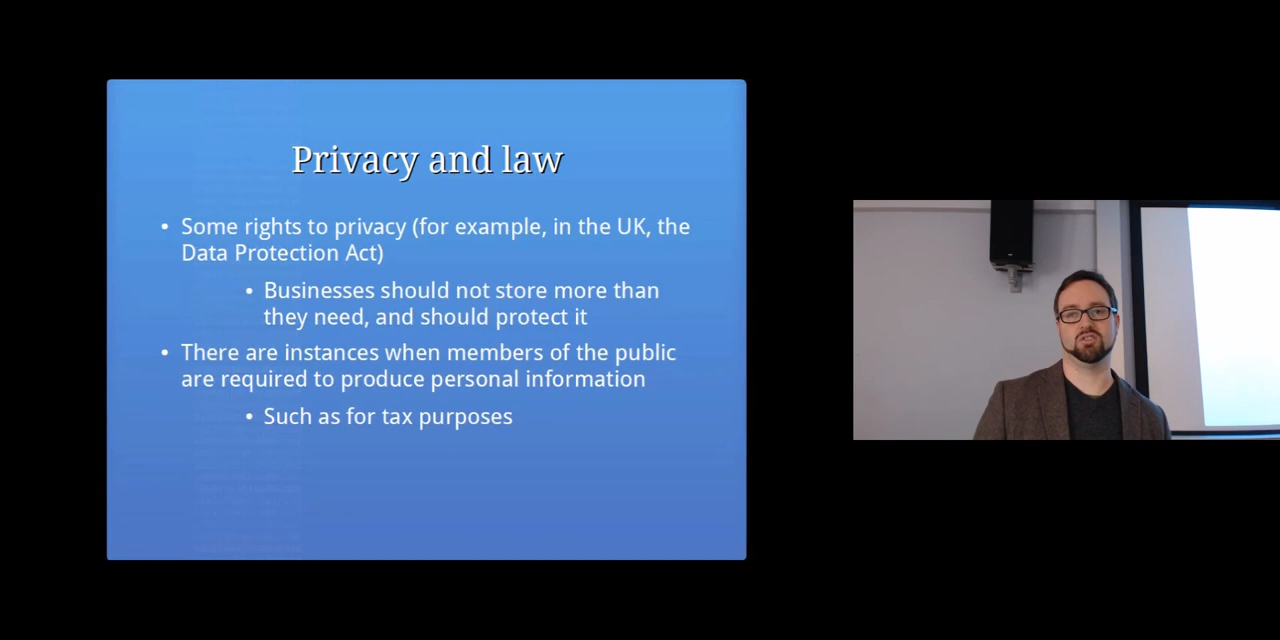 Privacy and law
• Some rights to privacy (for example, in the UK, the
Data Protection Act)
• Businesses should not store more than
they need, and should protect it
• There are instances when members of the public
are required to produce personal information
• Such as for tax purposes